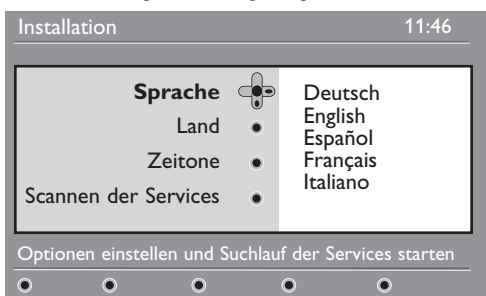 Installation 11:46
Sprache
Land
Zeitone
Scannen der Services
Deutsch
English
Español
Français
Italiano
Optionen einstellen und Suchlauf der Services starten